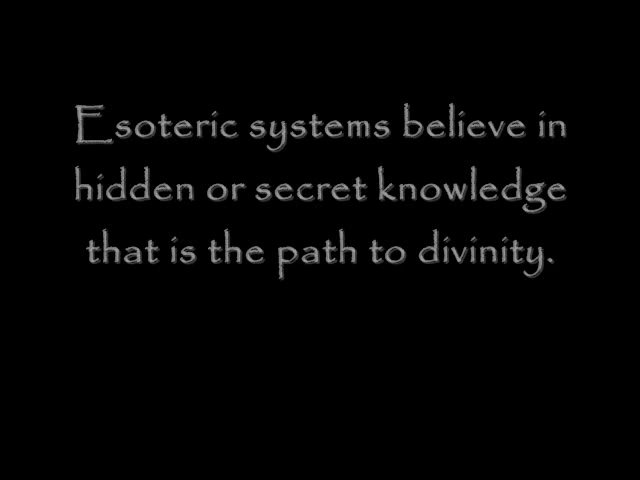 Esoteric systems believe in
hidden or secret knowledge
that is the path to divinity.